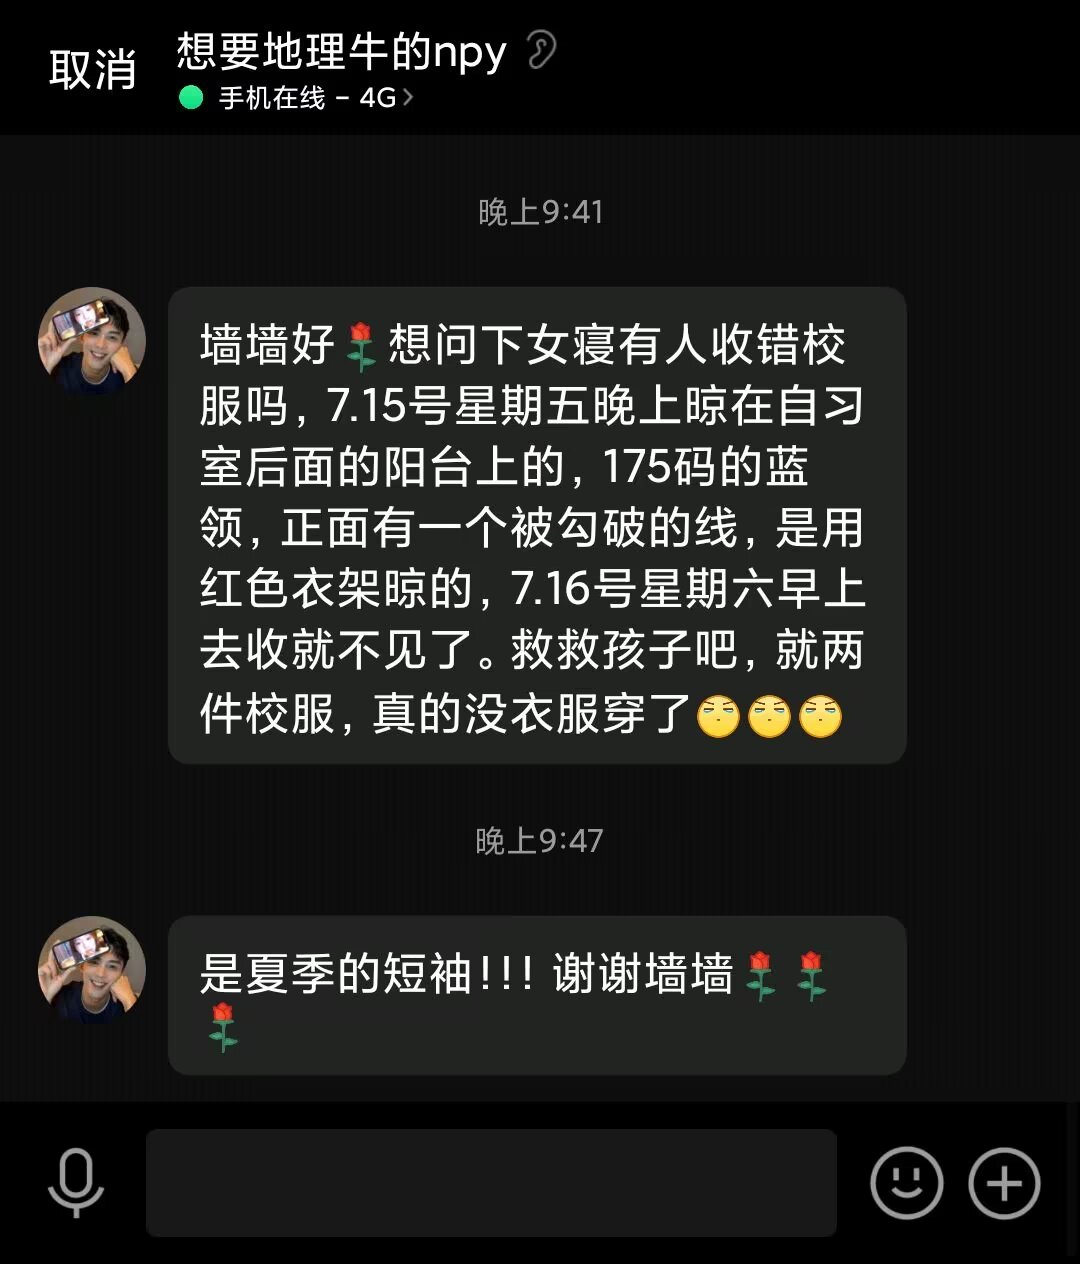 取消
想要地理牛的npy
手机在线 - 4G
晚上9:41
墙墙好🌹想问下女寝有人收错校
服吗，7.15号星期五晚上晾在自习
室后面的阳台上的，175码的蓝
领，正面有一个被勾破的线，是用
红色衣架晾的，7.16号星期六早上
去收就不见了。救救孩子吧，就两
件校服，真的没衣服穿了🙄🙄🙄
晚上9:47
是夏季的短袖!!! 谢谢墙墙🌹🌹
🌹